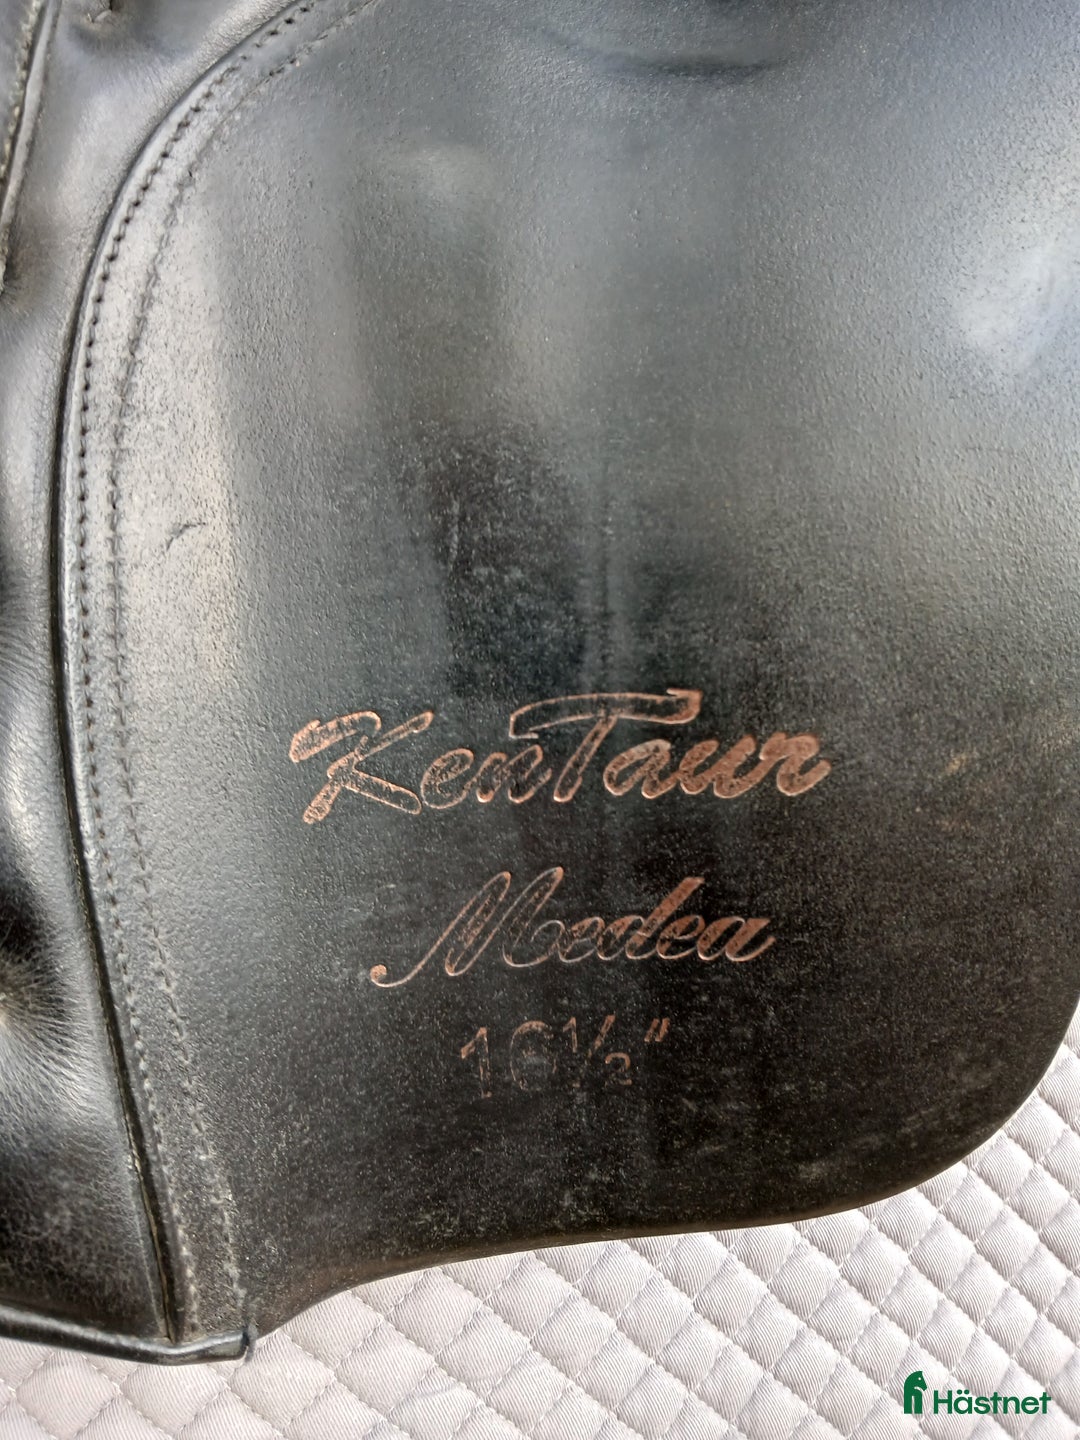 KenTaur
Medea
16½"
Hästnet